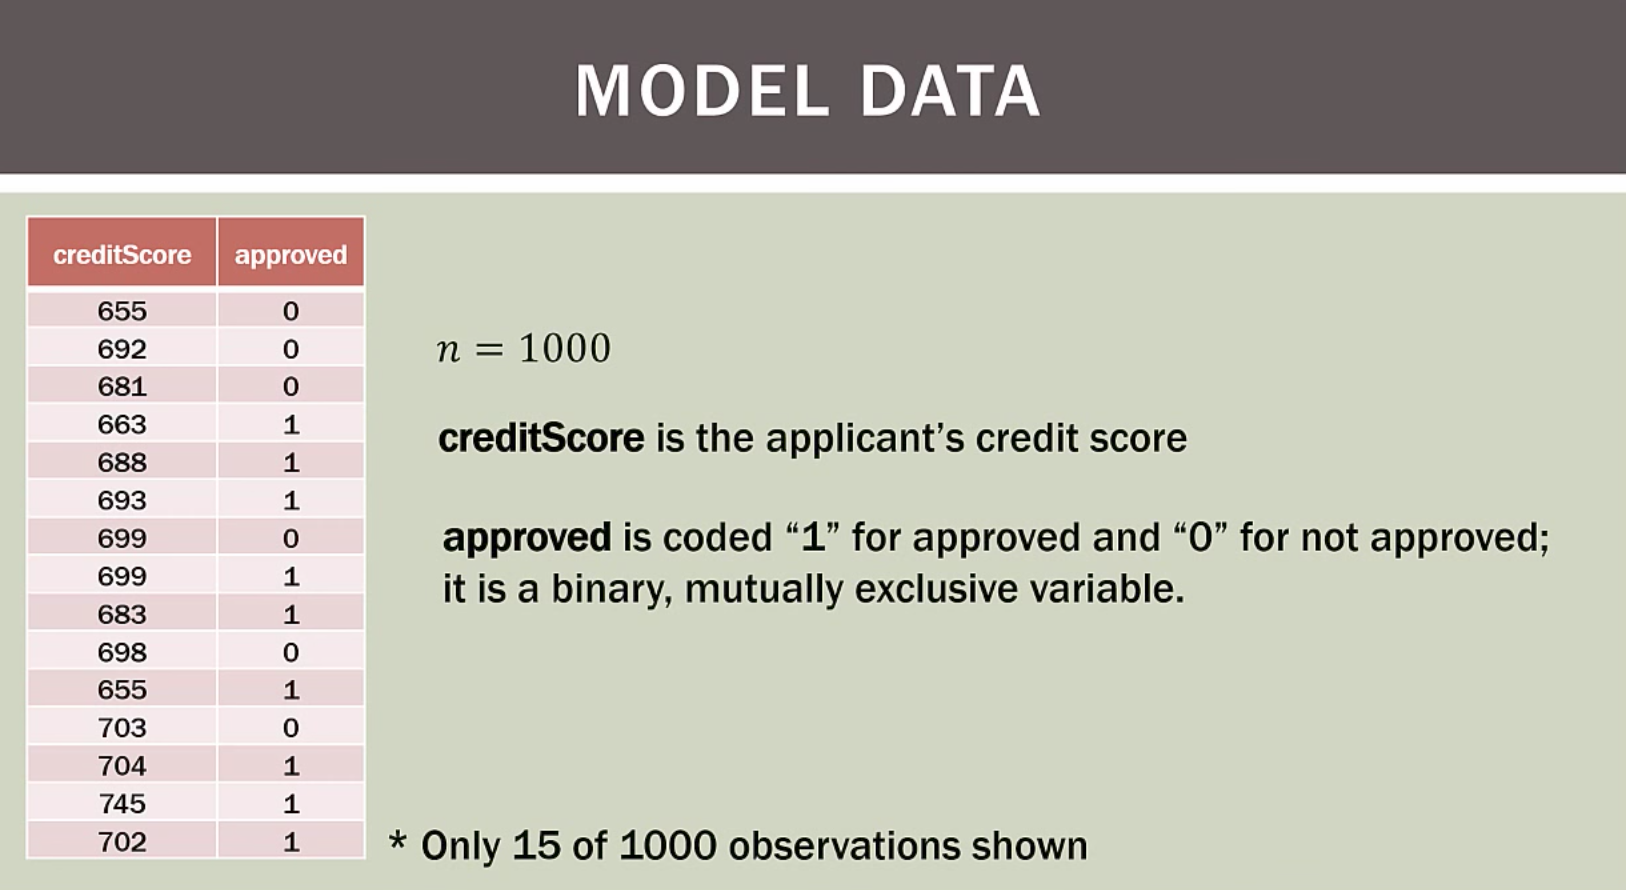 MODEL DATA
creditScore approved
655 0
692 0
681 0
663 1
688 1
693 1
699 0
699 1
683 1
698 0
655 1
703 0
704 1
745 1
702 1
n = 1000
creditScore is the applicant’s credit score
approved is coded “1” for approved and “0” for not approved;
it is a binary, mutually exclusive variable.
* Only 15 of 1000 observations shown